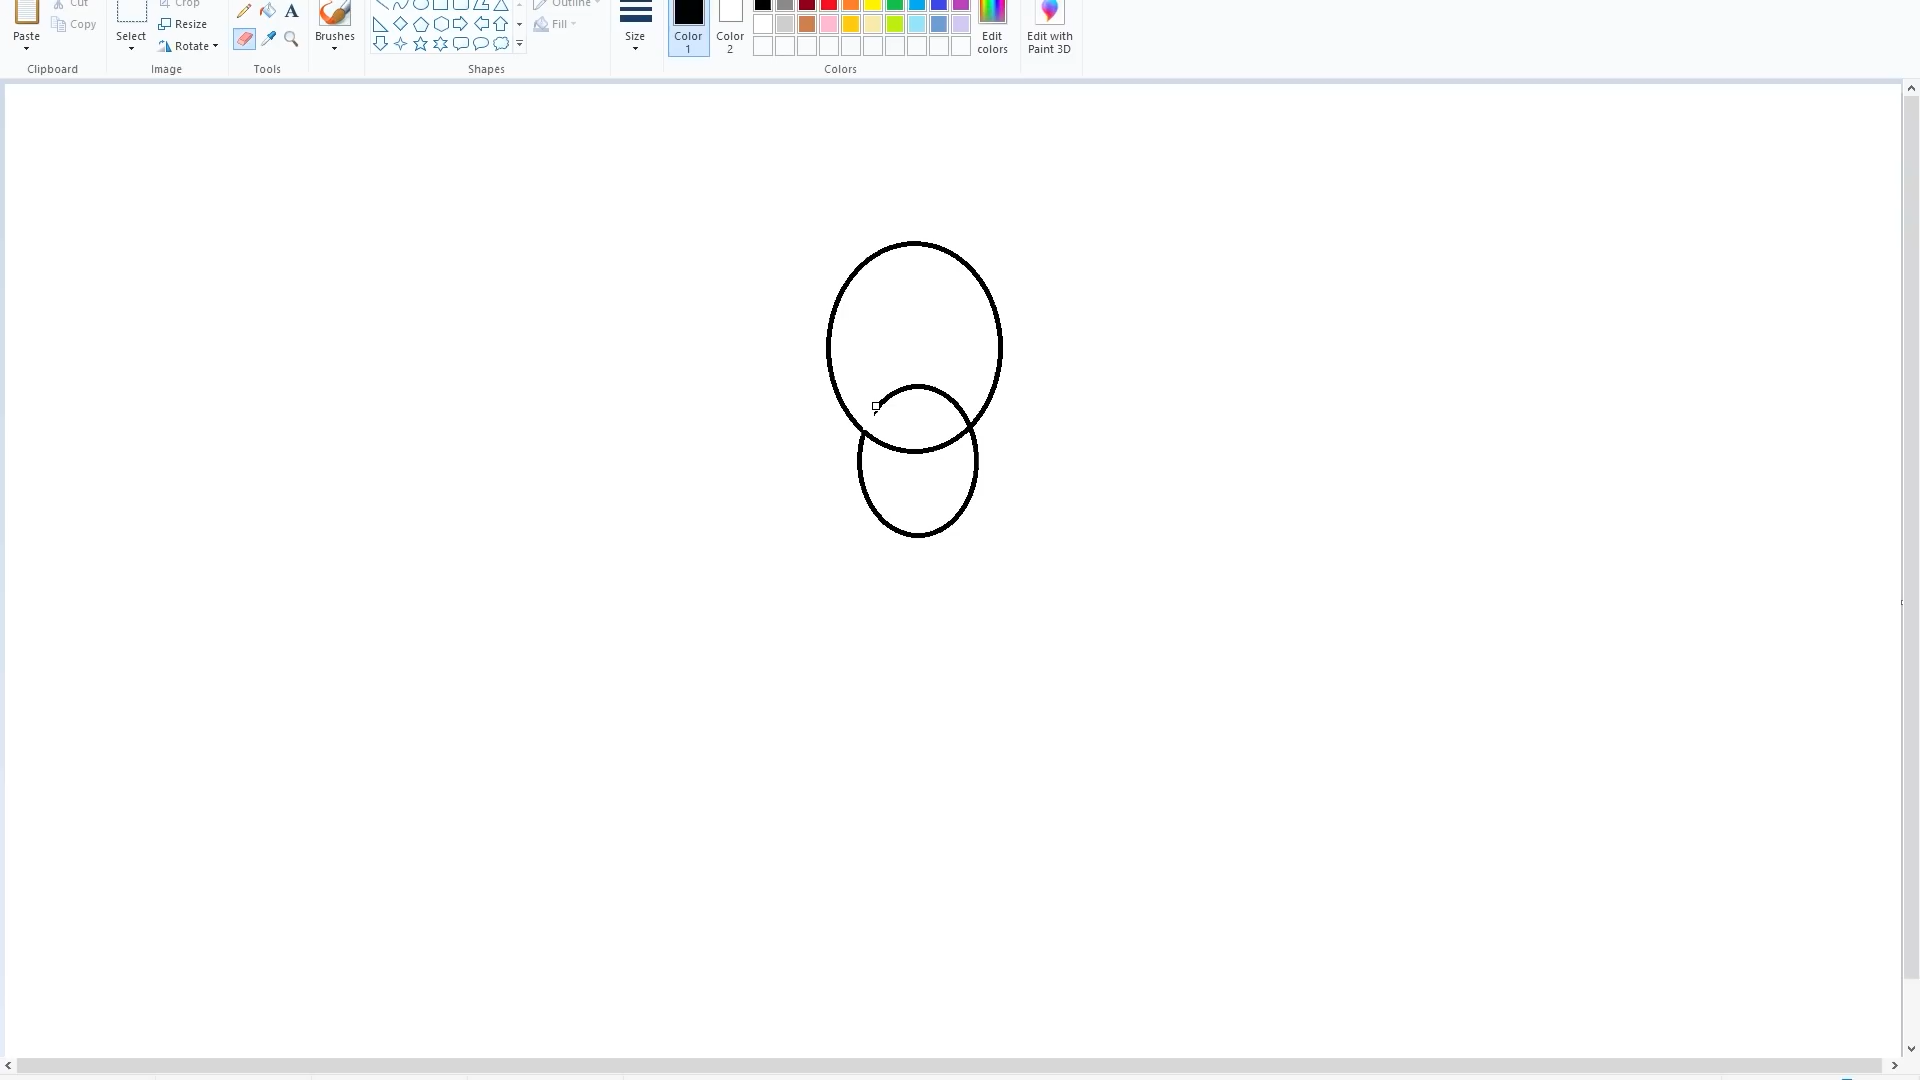 Cut Crop Outline
Paste Copy Select Resize Rotate A Brushes Fill Size Color 1 Color 2 Edit colors Edit with Paint 3D
Clipboard Image Tools Shapes Colors